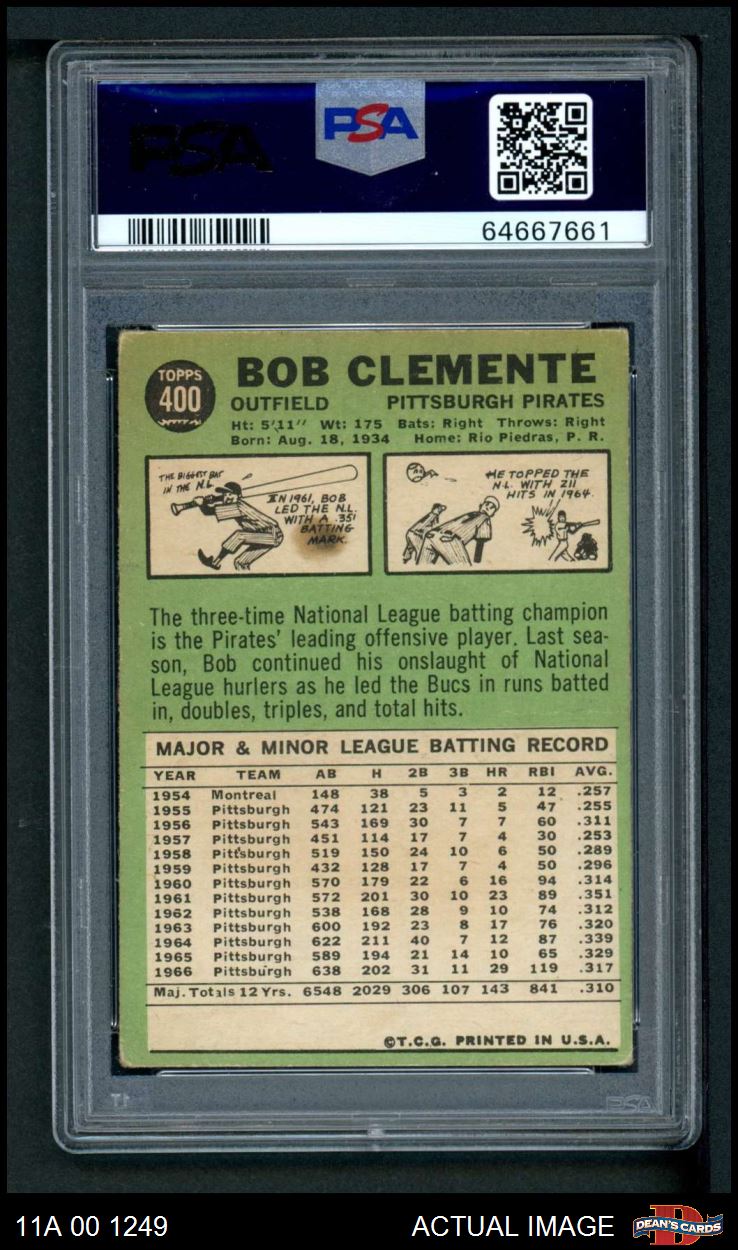 PSA
PSA
64667661
TOPPS
400
BOB CLEMENTE
OUTFIELD PITTSBURGH PIRATES
Ht: 5'11" Wt: 175 Bats: Right Throws: Right
Born: Aug. 18, 1934 Home: Rio Piedras, P. R.
THE BIGGEST BAT
IN THE N.L.
IN 1961, BOB
LED THE N.L.
WITH A .351
BATTING
MARK.
HE TOPPED THE
N.L. WITH 211
HITS IN 1964.
The three-time National League batting champion
is the Pirates' leading offensive player. Last sea-
son, Bob continued his onslaught of National
League hurlers as he led the Bucs in runs batted
in, doubles, triples, and total hits.
MAJOR & MINOR LEAGUE BATTING RECORD
YEAR TEAM AB H 2B 3B HR RBI AVG.
1954 Montreal 148 38 5 3 2 12 .257
1955 Pittsburgh 474 121 23 11 5 47 .255
1956 Pittsburgh 543 169 30 7 7 60 .311
1957 Pittsburgh 451 114 17 7 4 30 .253
1958 Pittsburgh 519 150 24 10 6 50 .289
1959 Pittsburgh 432 128 17 7 4 50 .296
1960 Pittsburgh 570 179 22 6 16 94 .314
1961 Pittsburgh 572 201 30 10 23 89 .351
1962 Pittsburgh 538 168 28 9 10 74 .312
1963 Pittsburgh 600 192 23 8 17 76 .320
1964 Pittsburgh 622 211 40 7 12 87 .339
1965 Pittsburgh 589 194 21 14 10 65 .329
1966 Pittsburgh 638 202 31 11 29 119 .317
Maj. Totals 12 Yrs. 6548 2029 306 107 143 841 .310
©T.C.G. PRINTED IN U.S.A.
PSA
11A 00 1249 ACTUAL IMAGE DEAN'S CARDS